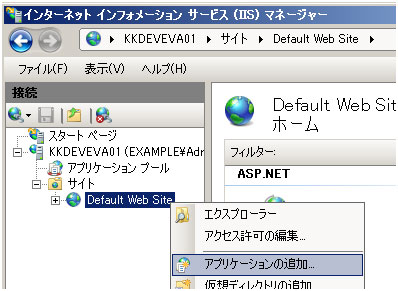 インターネット インフォメーション サービス (IIS) マネージャー
KKDEVEVA01 ▸ サイト ▸ Default Web Site ▸
ファイル(F) 表示(V) ヘルプ(H)
接続
スタート ページ
KKDEVEVA01 (EXAMPLE¥Adr
アプリケーション プール
サイト
Default Web Site
Default Web Sit
ホーム
フィルター:
ASP.NET
エクスプローラー
アクセス許可の編集...
アプリケーションの追加...
仮想ディレクトリの追加